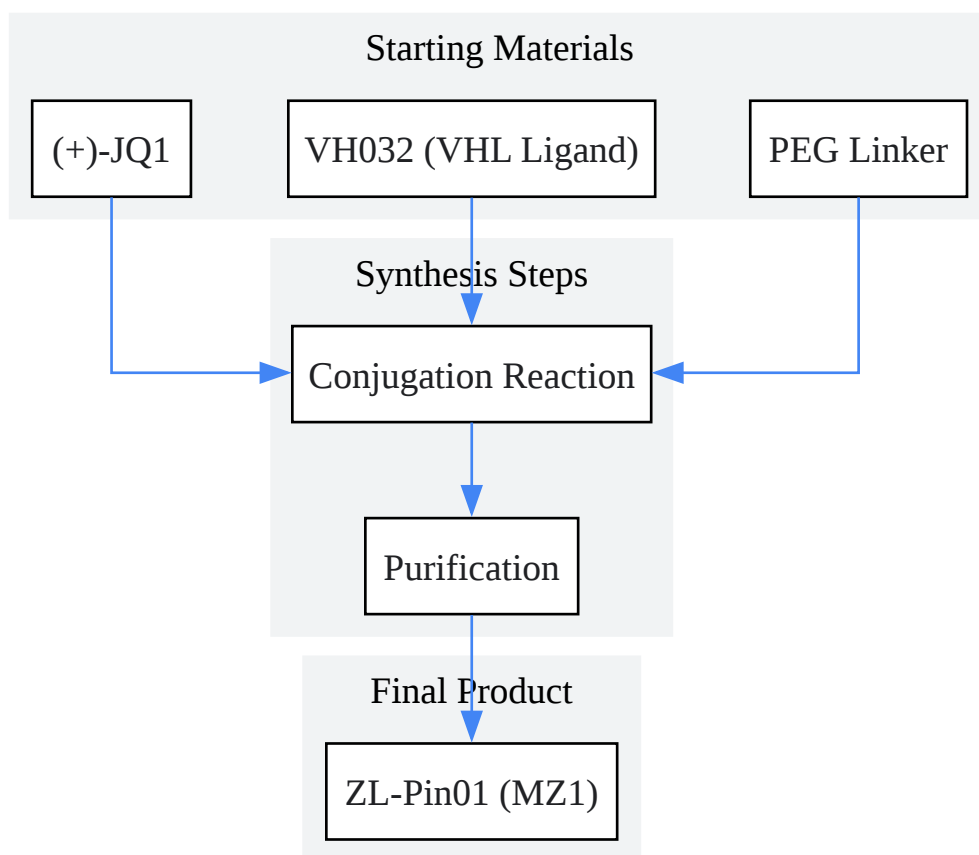 Starting Materials
(+)-JQ1
VH032 (VHL Ligand)
PEG Linker
Synthesis Steps
Conjugation Reaction
Purification
Final Product
ZL-Pin01 (MZ1)